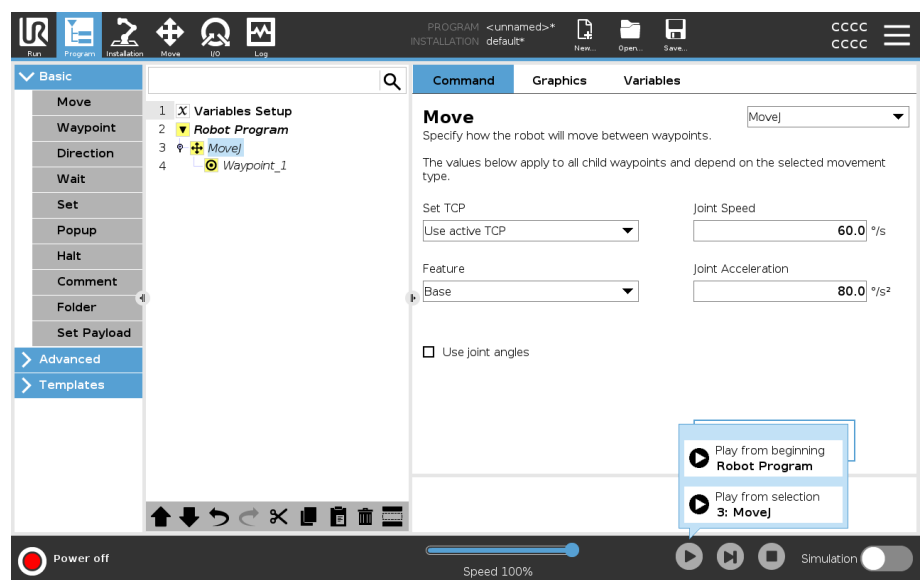 UR
Run
Program
Installation
Move
I/O
Log
PROGRAM <unnamed>*
INSTALLATION default*
New...
Open...
Save...
CCCC
CCCC
Basic
Move
Waypoint
Direction
Wait
Set
Popup
Halt
Comment
Folder
Set Payload
Advanced
Templates
1 X Variables Setup
2 Robot Program
3 MoveJ
4 Waypoint_1
Command Graphics Variables
Move
MoveJ
Specify how the robot will move between waypoints.
The values below apply to all child waypoints and depend on the selected movement
type.
Set TCP
Use active TCP
Joint Speed
60.0 °/s
Feature
Base
Joint Acceleration
80.0 °/s²
Use joint angles
Play from beginning
Robot Program
Play from selection
3: MoveJ
Power off
Speed 100%
Simulation